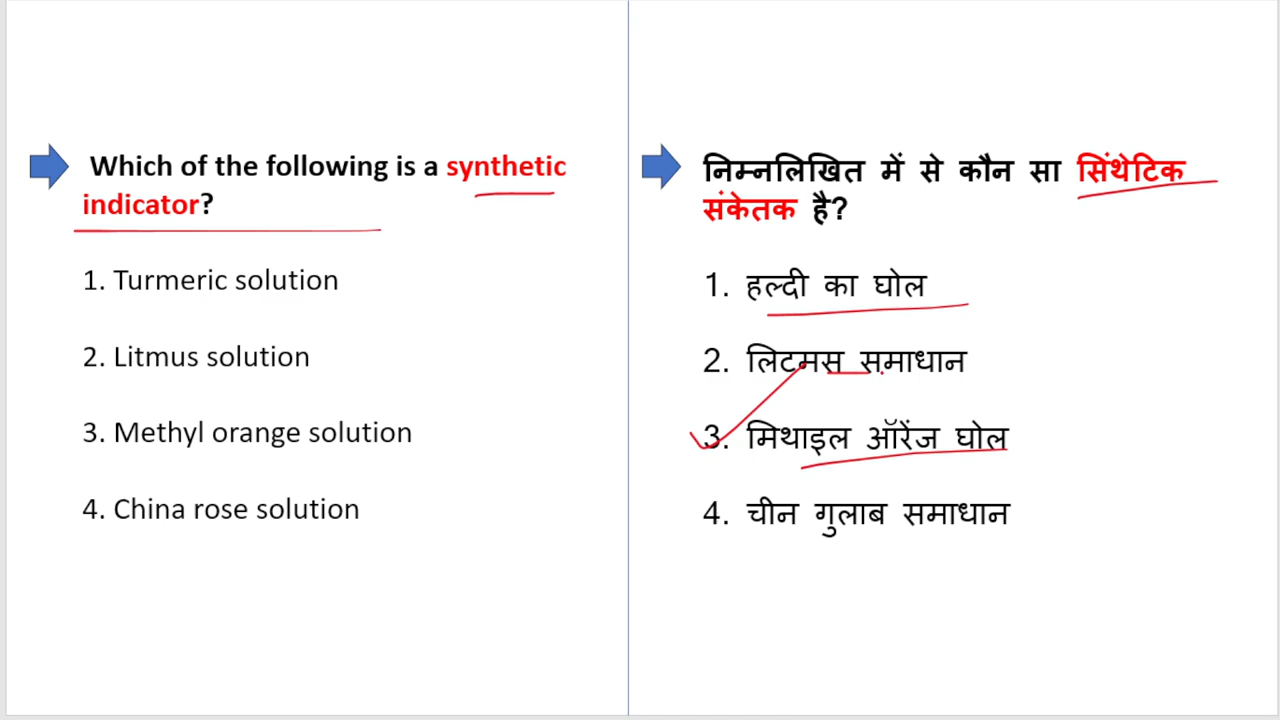 Which of the following is a synthetic
indicator?
1. Turmeric solution
2. Litmus solution
3. Methyl orange solution
4. China rose solution
निम्नलिखित में से कौन सा सिंथेटिक
संकेतक है?
1. हल्दी का घोल
2. लिटमस समाधान
3. मिथाइल ऑरेंज घोल
4. चीन गुलाब समाधान